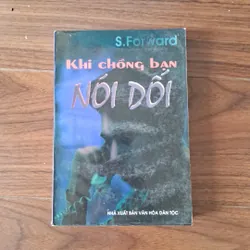 S.Forward
Khi chồng bạn
NÓI DỐI
NHÀ XUẤT BẢN VĂN HÓA DÂN TỘC